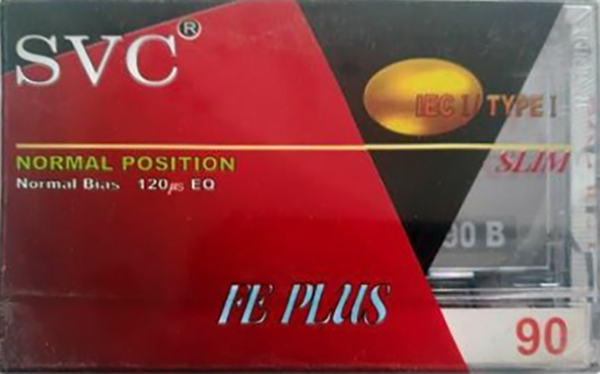 SVC®
IEC I / TYPE I
NORMAL POSITION
SLIM
Normal Bias 120μs EQ
90 B
FE PLUS
90